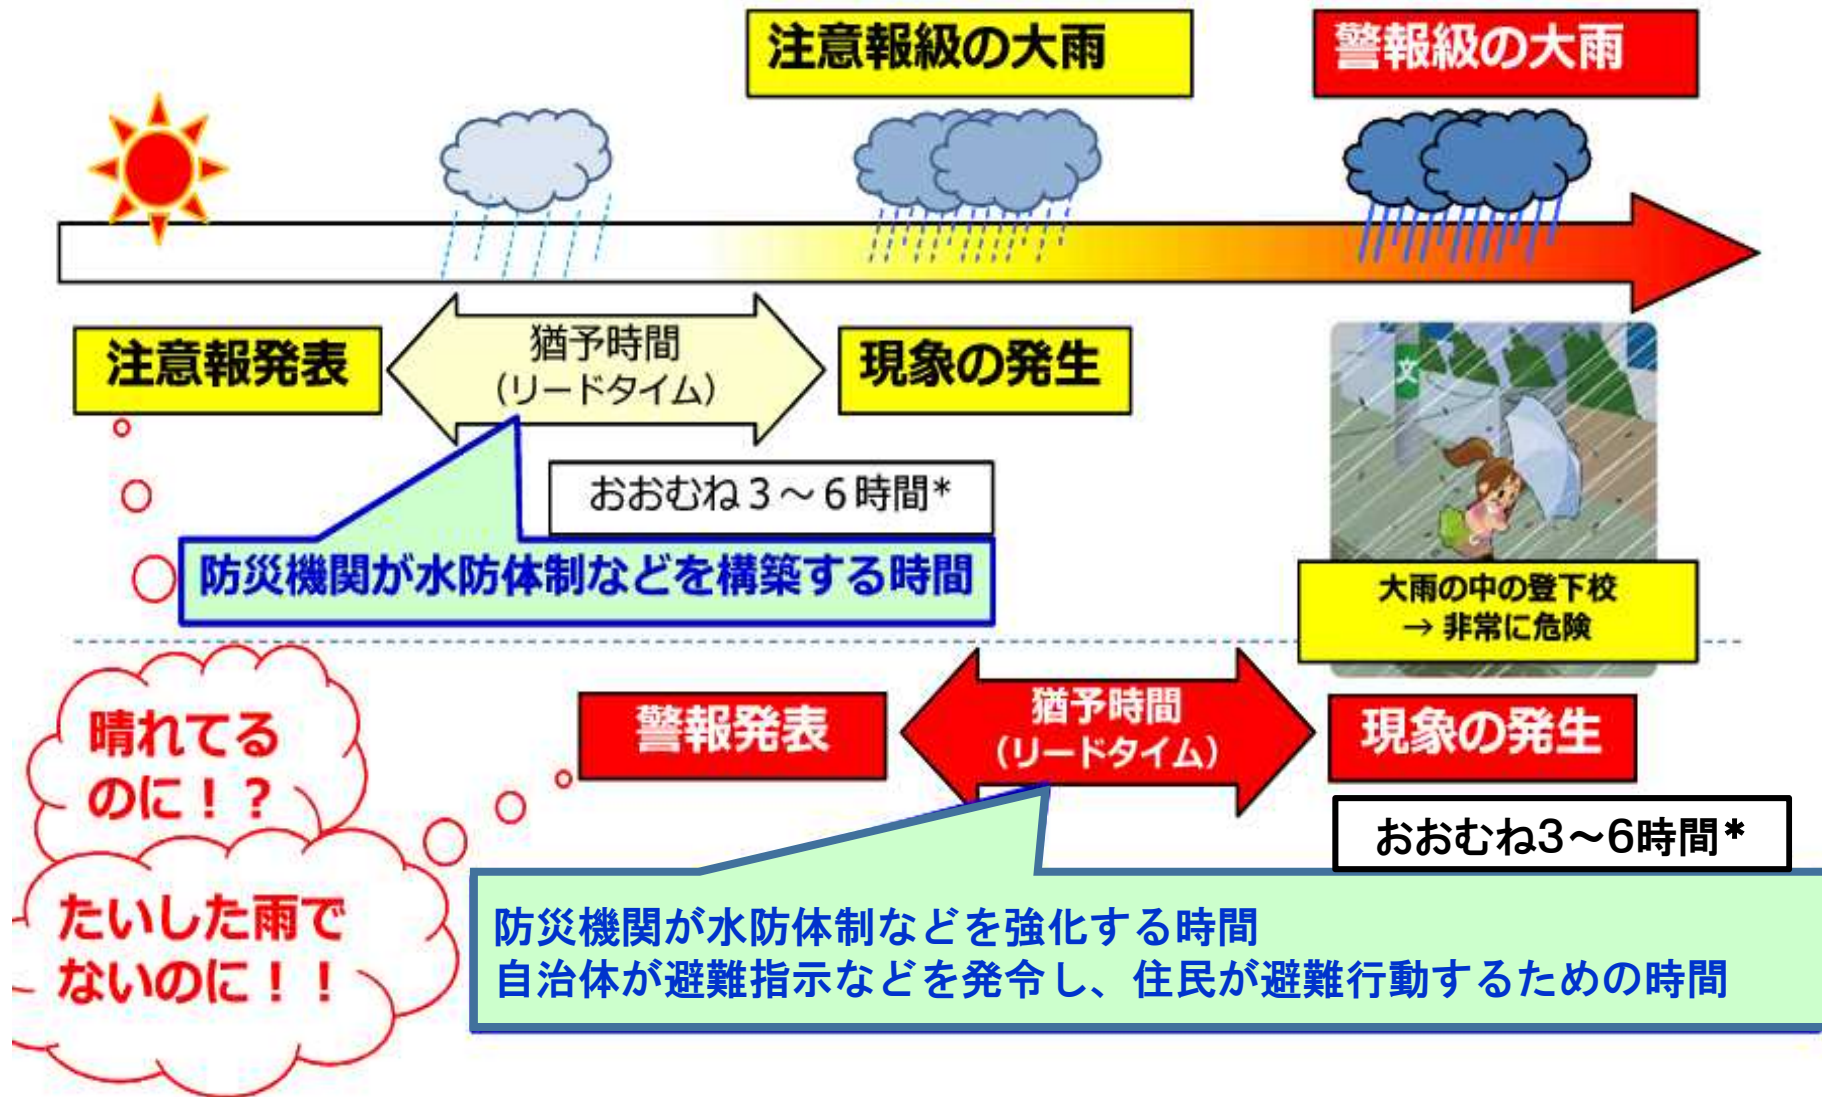 注意報級の大雨
警報級の大雨
注意報発表
猶予時間
（リードタイム）
現象の発生
文
おおむね３～６時間*
防災機関が水防体制などを構築する時間
大雨の中の登下校
→ 非常に危険
晴れてる
のに！？
警報発表
猶予時間
（リードタイム）
現象の発生
おおむね3～6時間*
たいした雨で
ないのに！！
防災機関が水防体制などを強化する時間
自治体が避難指示などを発令し、住民が避難行動するための時間